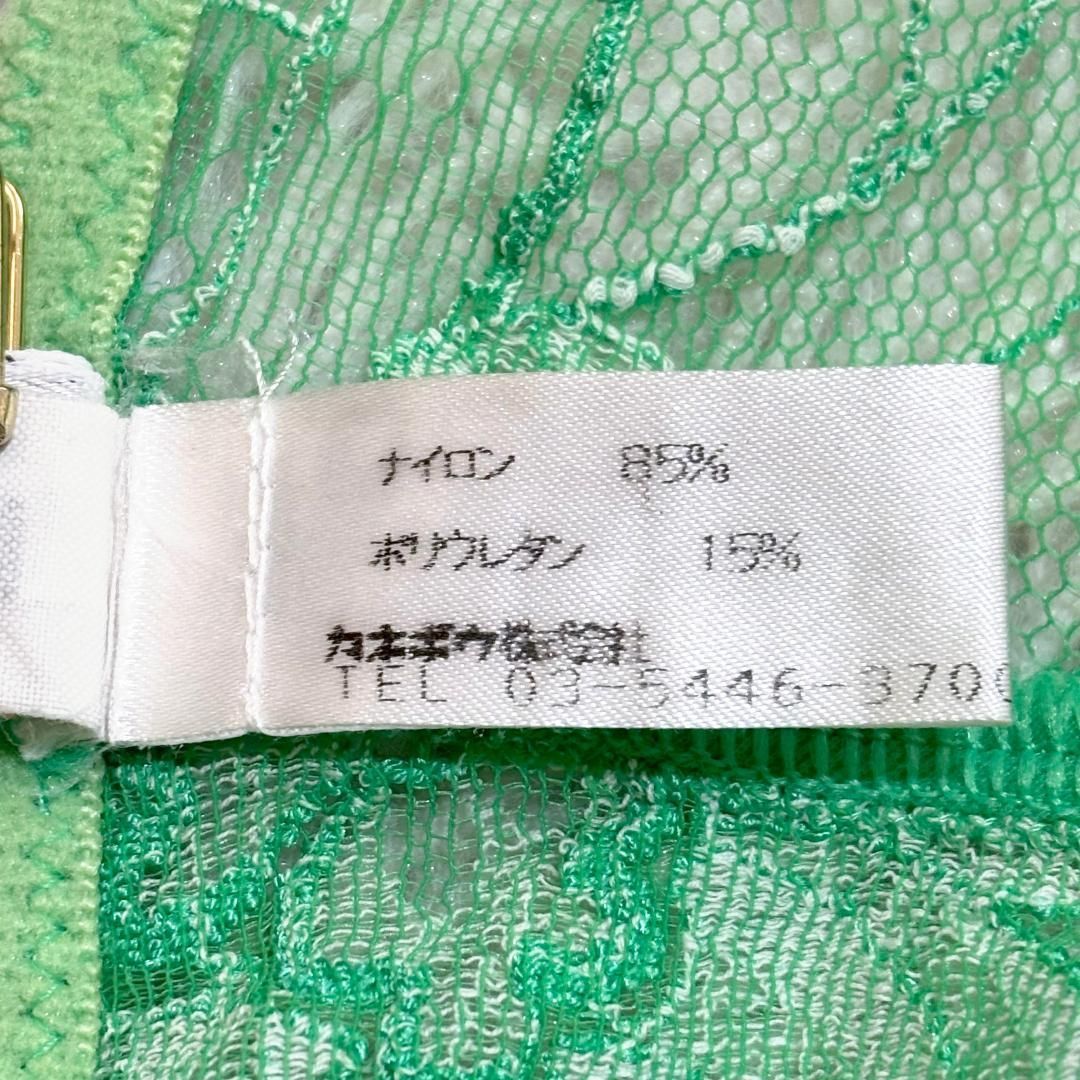 ナイロン 85%
ポリウレタン 15%
カネボウ株式会社
TEL 03-5446-370